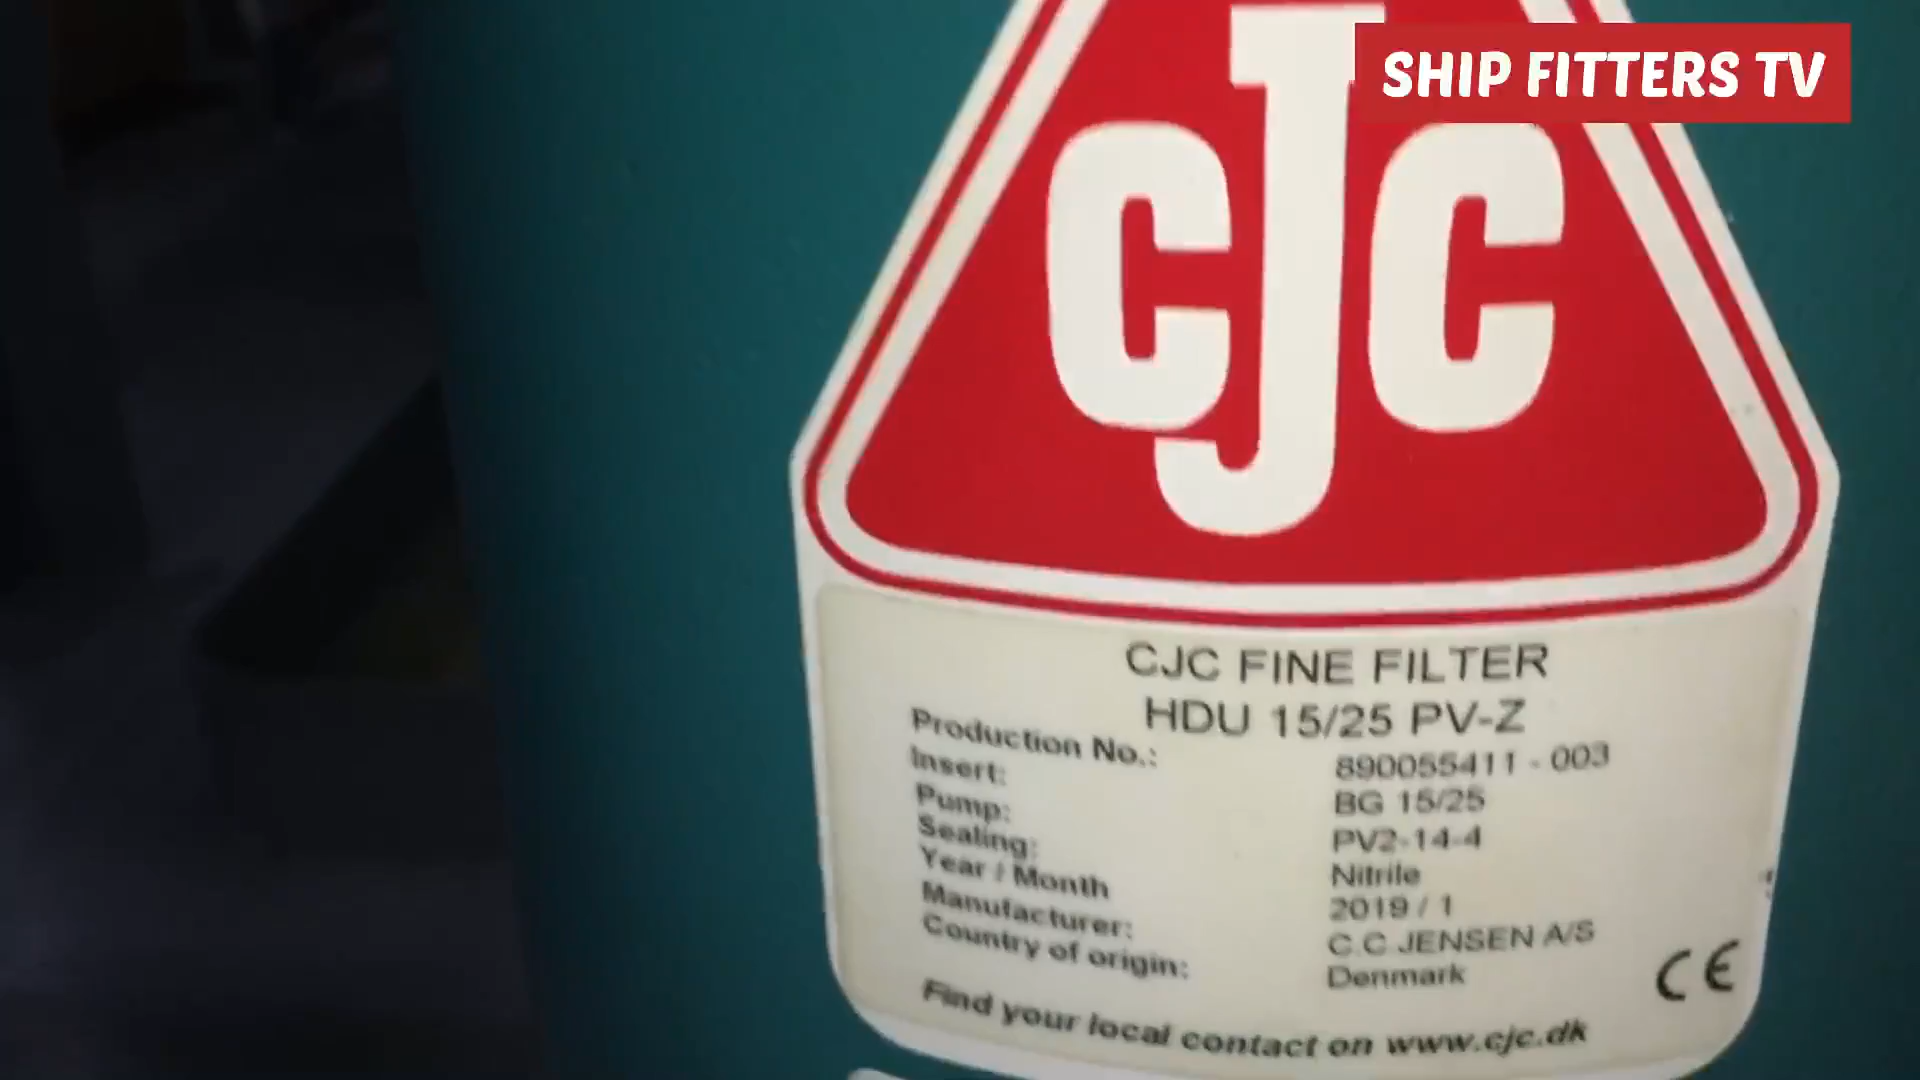 SHIP FITTERS TV
CJC
CJC FINE FILTER
HDU 15/25 PV-Z
Production No.: 890055411 - 003
Insert: BG 15/25
Pump: PV2-14-4
Sealing: Nitrile
Year / Month 2019 / 1
Manufacturer: C.C.JENSEN A/S
Country of origin: Denmark
CE
Find your local contact on www.cjc.dk